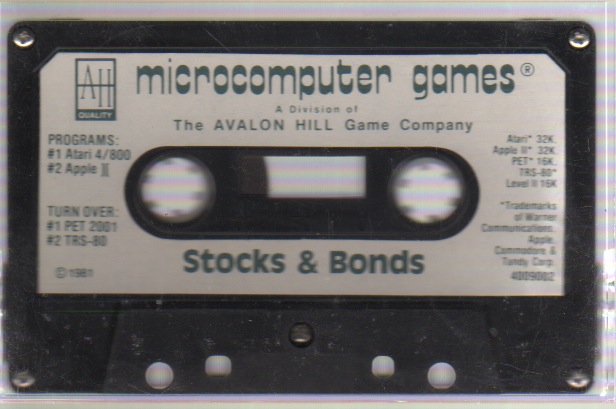 AH
QUALITY
microcomputer games®
A Division of
The AVALON HILL Game Company
PROGRAMS:
#1 Atari 4/800
#2 Apple ][
TURN OVER:
#1 PET 2001
#2 TRS-80
©1981
Atari* 32K
Apple II* 32K
PET* 16K
TRS-80*
Level II 16K
*Trademarks
of Warner
Communications,
Apple,
Commodore &
Tandy Corp.
4009002
Stocks & Bonds